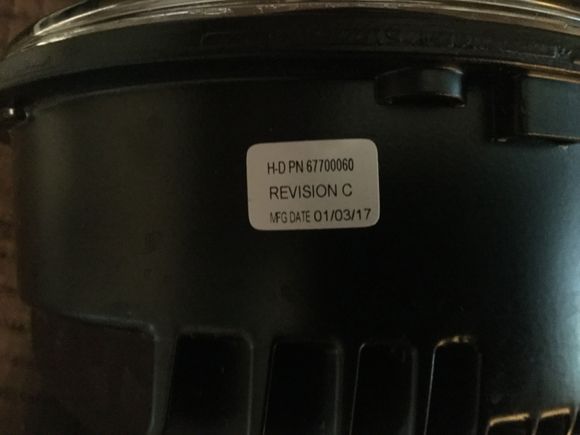 H-D PN 67700060
REVISION C
MFG DATE 01/03/17